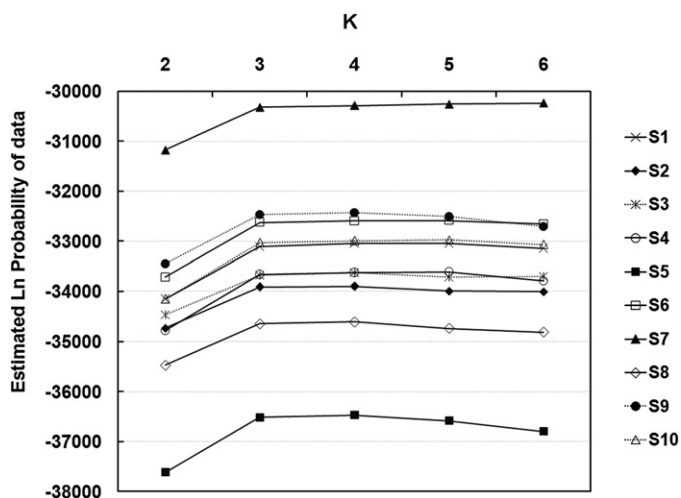 K
2 3 4 5 6
Estimated Ln Probability of data
-30000
-31000
-32000
-33000
-34000
-35000
-36000
-37000
-38000
S1
S2
S3
S4
S5
S6
S7
S8
S9
S10